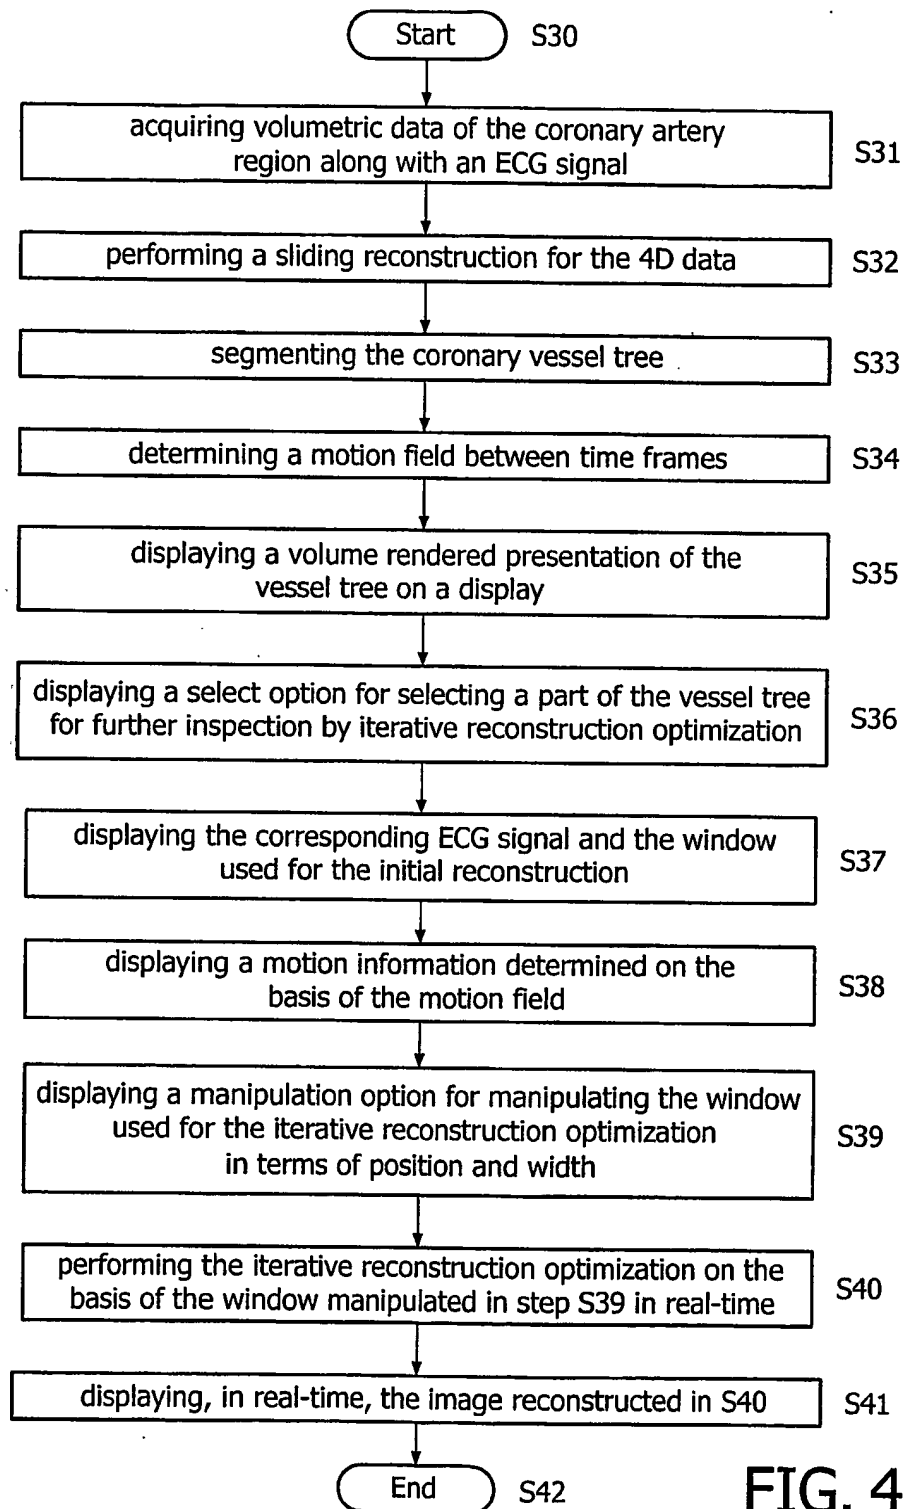 Start S30
acquiring volumetric data of the coronary artery
region along with an ECG signal
S31
performing a sliding reconstruction for the 4D data S32
segmenting the coronary vessel tree S33
determining a motion field between time frames S34
displaying a volume rendered presentation of the
vessel tree on a display
S35
displaying a select option for selecting a part of the vessel tree
for further inspection by iterative reconstruction optimization
S36
displaying the corresponding ECG signal and the window
used for the initial reconstruction
S37
displaying a motion information determined on the
basis of the motion field
S38
displaying a manipulation option for manipulating the window
used for the iterative reconstruction optimization
in terms of position and width
S39
performing the iterative reconstruction optimization on the
basis of the window manipulated in step S39 in real-time
S40
displaying, in real-time, the image reconstructed in S40 S41
End S42
FIG. 4